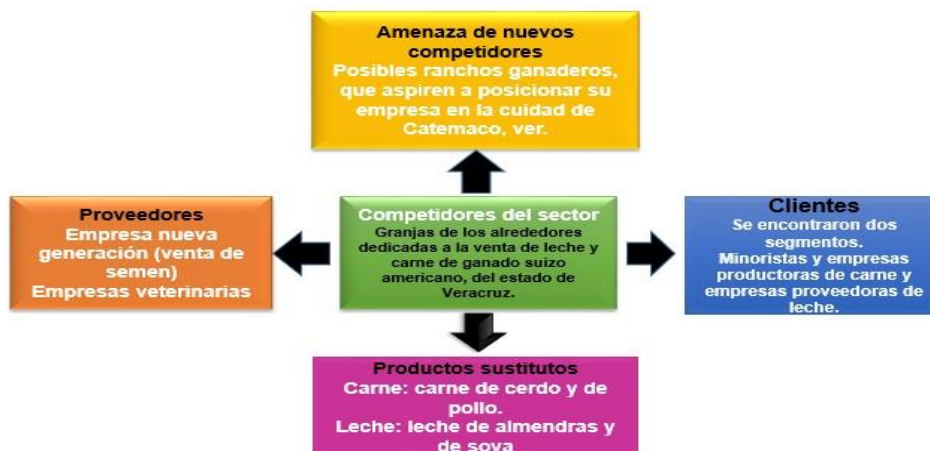 Amenaza de nuevos
competidores
Posibles ranchos ganaderos,
que aspiren a posicionar su
empresa en la cuidad de
Catemaco, ver.
Proveedores
Empresa nueva
generación (venta de
semen)
Empresas veterinarias
Competidores del sector
Granjas de los alrededores
dedicadas a la venta de leche y
carne de ganado suizo
americano, del estado de
Veracruz.
Clientes
Se encontraron dos
segmentos.
Minoristas y empresas
productoras de carne y
empresas proveedoras de
leche.
Productos sustitutos
Carne: carne de cerdo y de
pollo.
Leche: leche de almendras y
de soya